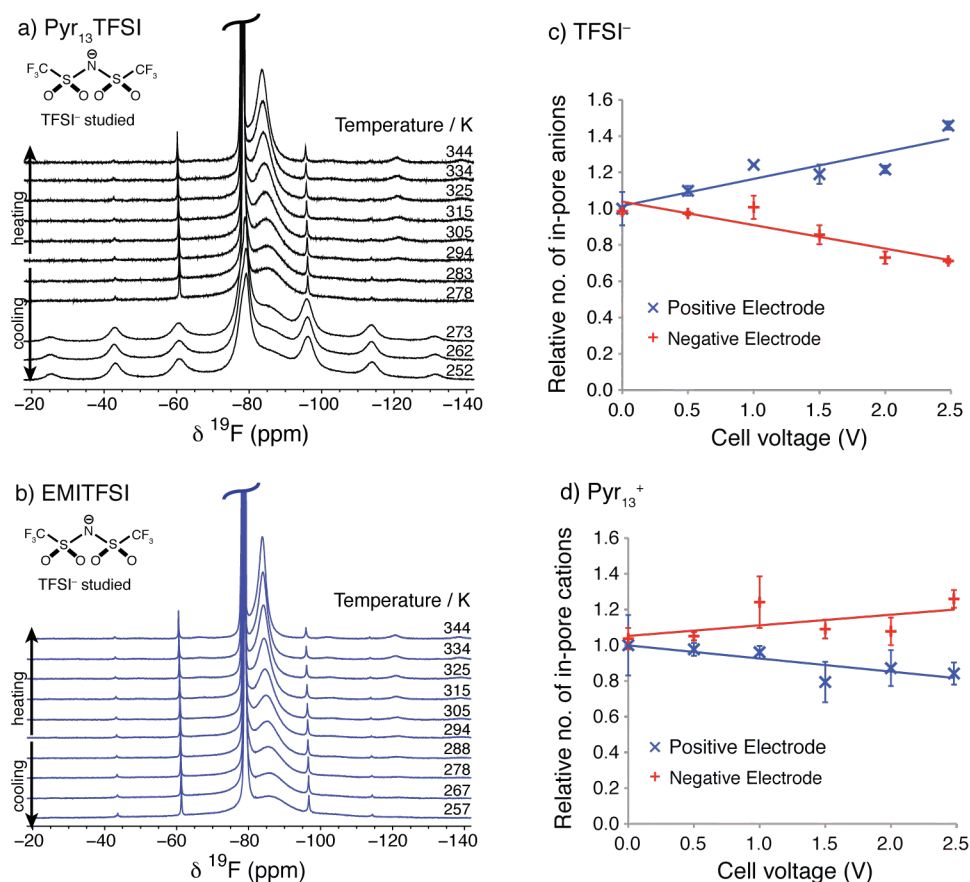 a) Pyr13TFSI
F3C S N S CF3
⊖
O O O O
TFSI– studied
Temperature / K
344
334
325
315
305
294
283
278
273
262
252
heating
cooling
−20 −40 −60 −80 −100 −120 −140
δ 19F (ppm)
b) EMITFSI
⊖
F3C S N S CF3
O O O O
TFSI– studied
Temperature / K
344
334
325
315
305
294
288
278
267
257
heating
cooling
−20 −40 −60 −80 −100 −120 −140
δ 19F (ppm)
c) TFSI–
Relative no. of in-pore anions
1.6
1.4
1.2
1.0
0.8
0.6
0.4
0.2
0.0
Positive Electrode
Negative Electrode
0.0 0.5 1.0 1.5 2.0 2.5
Cell voltage (V)
d) Pyr13+
Relative no. of in-pore cations
1.6
1.4
1.2
1.0
0.8
0.6
0.4
0.2
0.0
Positive Electrode
Negative Electrode
0.0 0.5 1.0 1.5 2.0 2.5
Cell voltage (V)